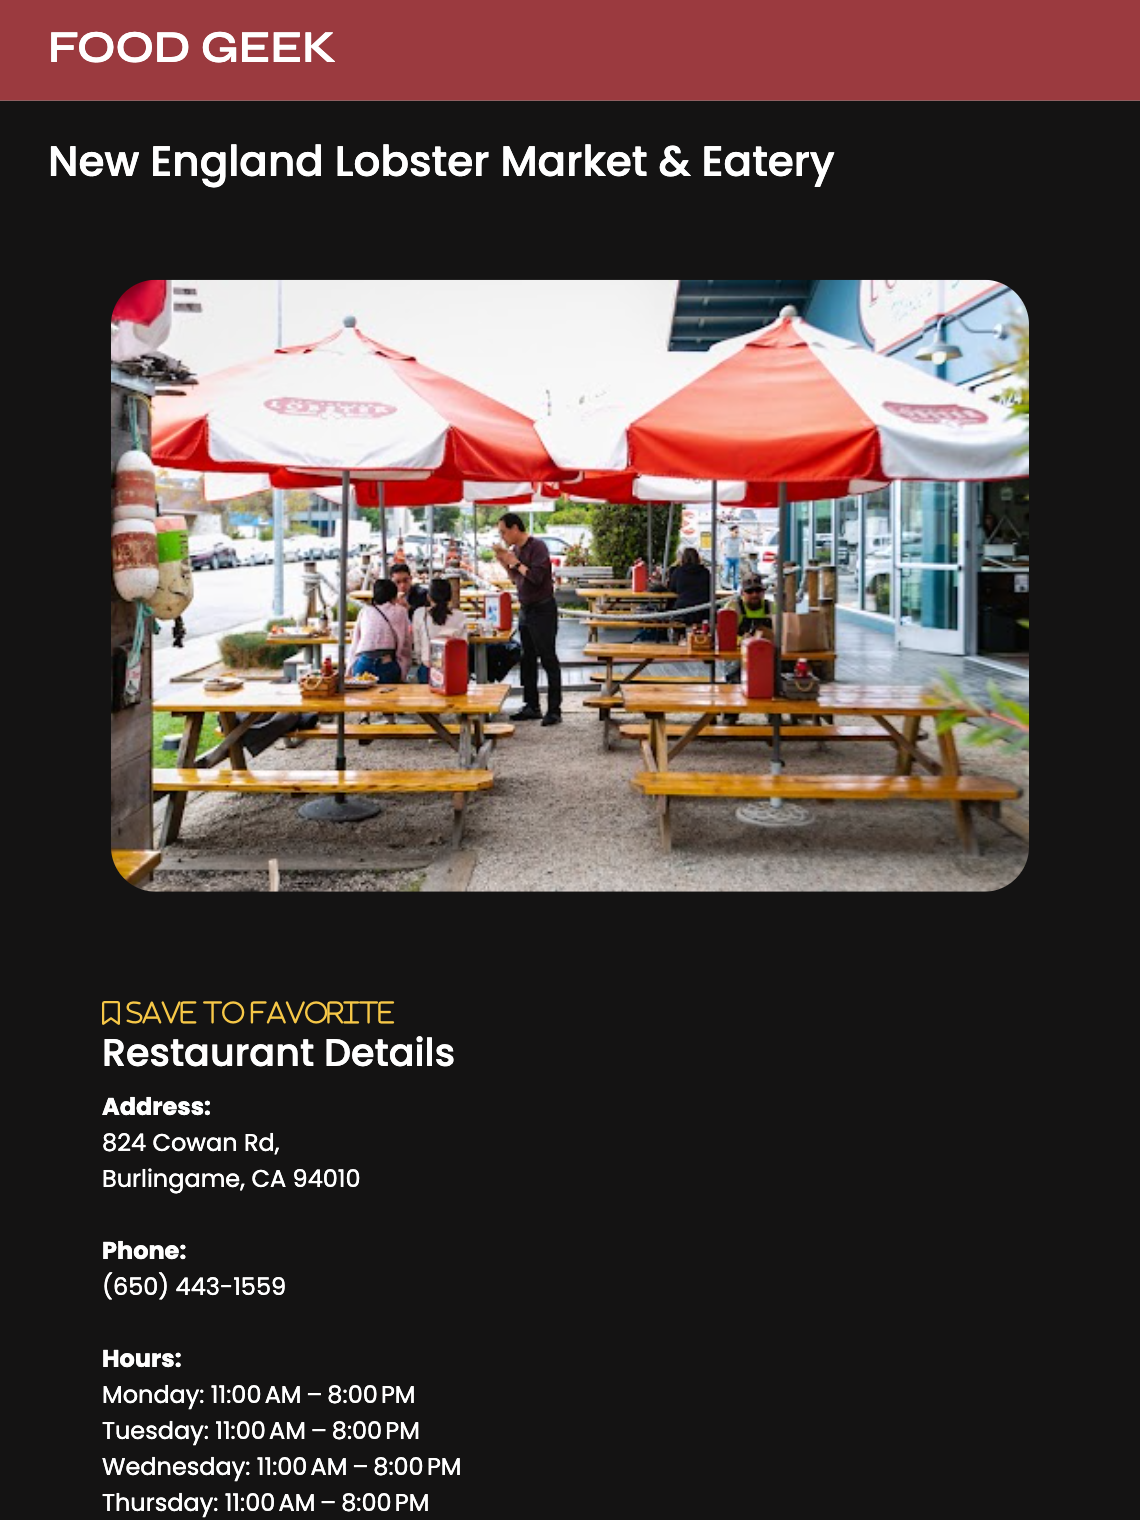 FOOD GEEK
New England Lobster Market & Eatery
SAVE TO FAVORITE
Restaurant Details
Address:
824 Cowan Rd,
Burlingame, CA 94010
Phone:
(650) 443-1559
Hours:
Monday: 11:00 AM – 8:00 PM
Tuesday: 11:00 AM – 8:00 PM
Wednesday: 11:00 AM – 8:00 PM
Thursday: 11:00 AM – 8:00 PM